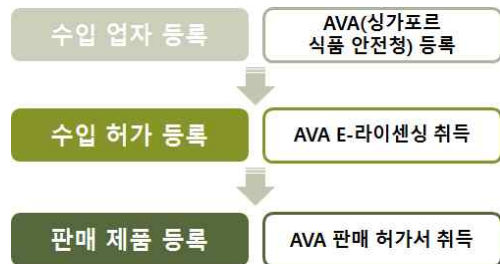 수입 업자 등록
AVA(싱가포르
식품 안전청) 등록
수입 허가 등록
AVA E-라이센싱 취득
판매 제품 등록
AVA 판매 허가서 취득